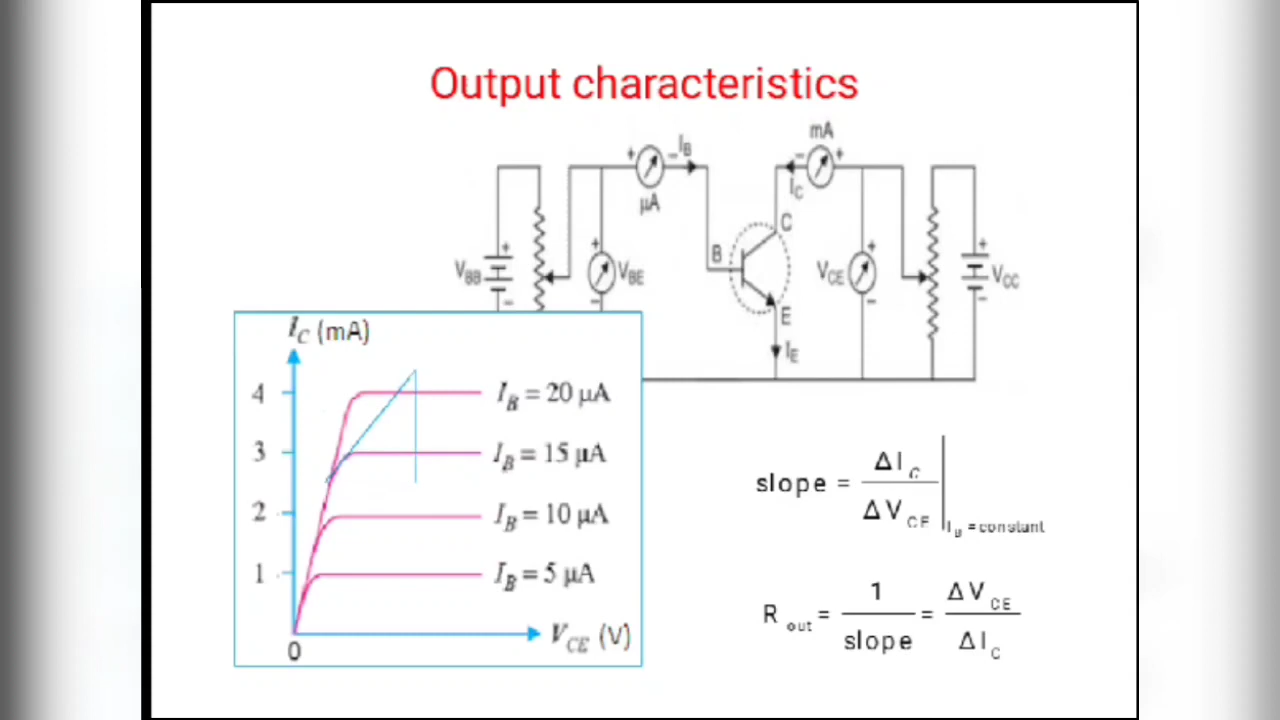 Output characteristics
mA
+ – I_B
– +
I_C
μA
C
B
V_BB + –
+ V_BE –
V_CE + –
+ V_CC –
E
I_E
I_C (mA)
4 I_B = 20 μA
3 I_B = 15 μA
2 I_B = 10 μA
1 I_B = 5 μA
0
V_CE (V)
slope = ΔI_C / ΔV_CE | I_B = constant
R_out = 1 / slope = ΔV_CE / ΔI_C